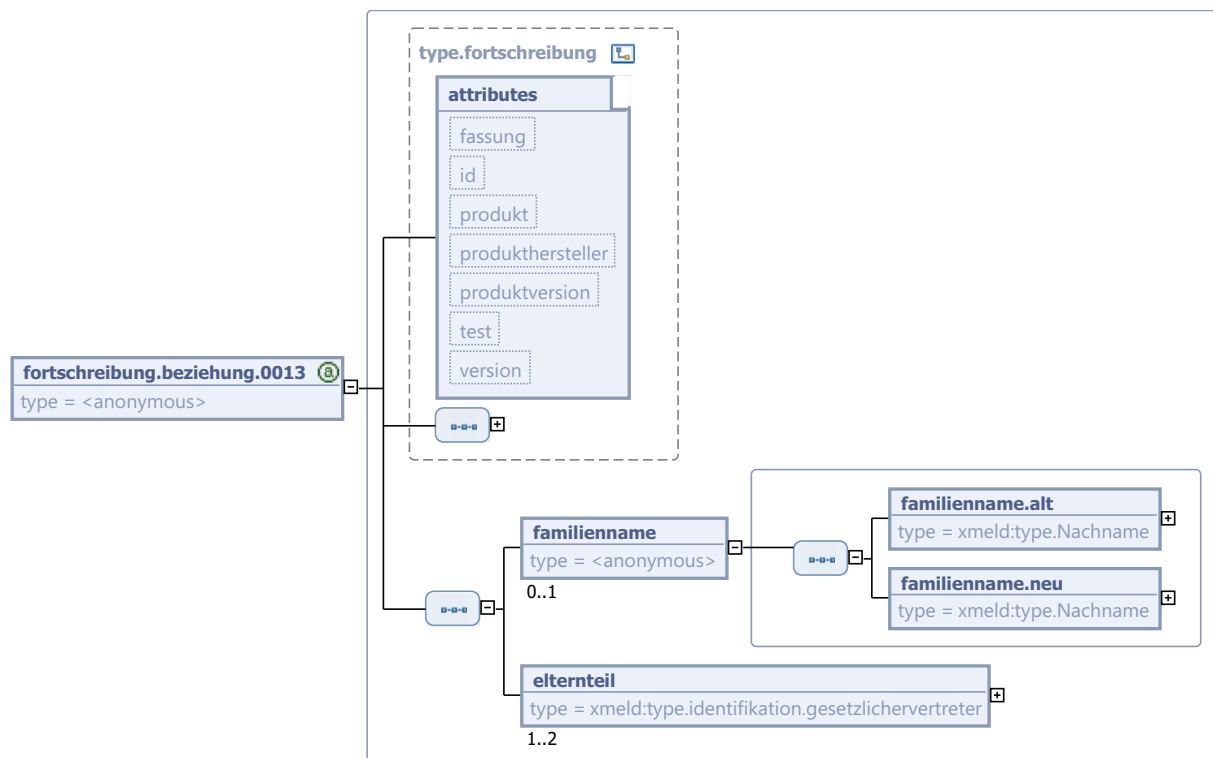 type.fortschreibung
attributes
fassung
id
produkt
produkthersteller
produktversion
test
version
fortschreibung.beziehung.0013 a
type = <anonymous>
familienname
type = <anonymous>
0..1
familienname.alt
type = xmeld:type.Nachname
familienname.neu
type = xmeld:type.Nachname
elternteil
type = xmeld:type.identifikation.gesetzlichervertreter
1..2